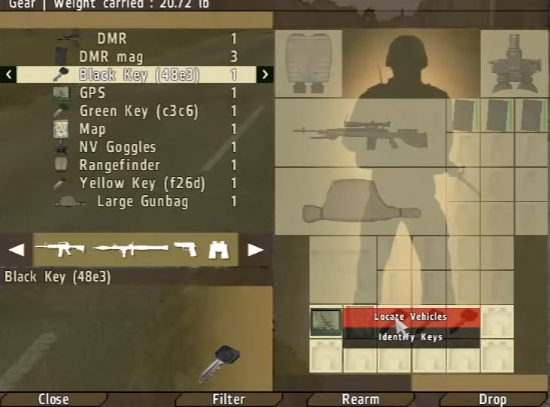 Gear | Weight carried : 20.72 lb
DMR 1
DMR mag 3
Black Key (48e3) 1
GPS 1
Green Key (c3c6) 1
Map 1
NV Goggles 1
Rangefinder 1
Yellow Key (f26d) 1
Large Gunbag 1
Black Key (48e3)
Locate Vehicles
Identify Keys
Close Filter Rearm Drop